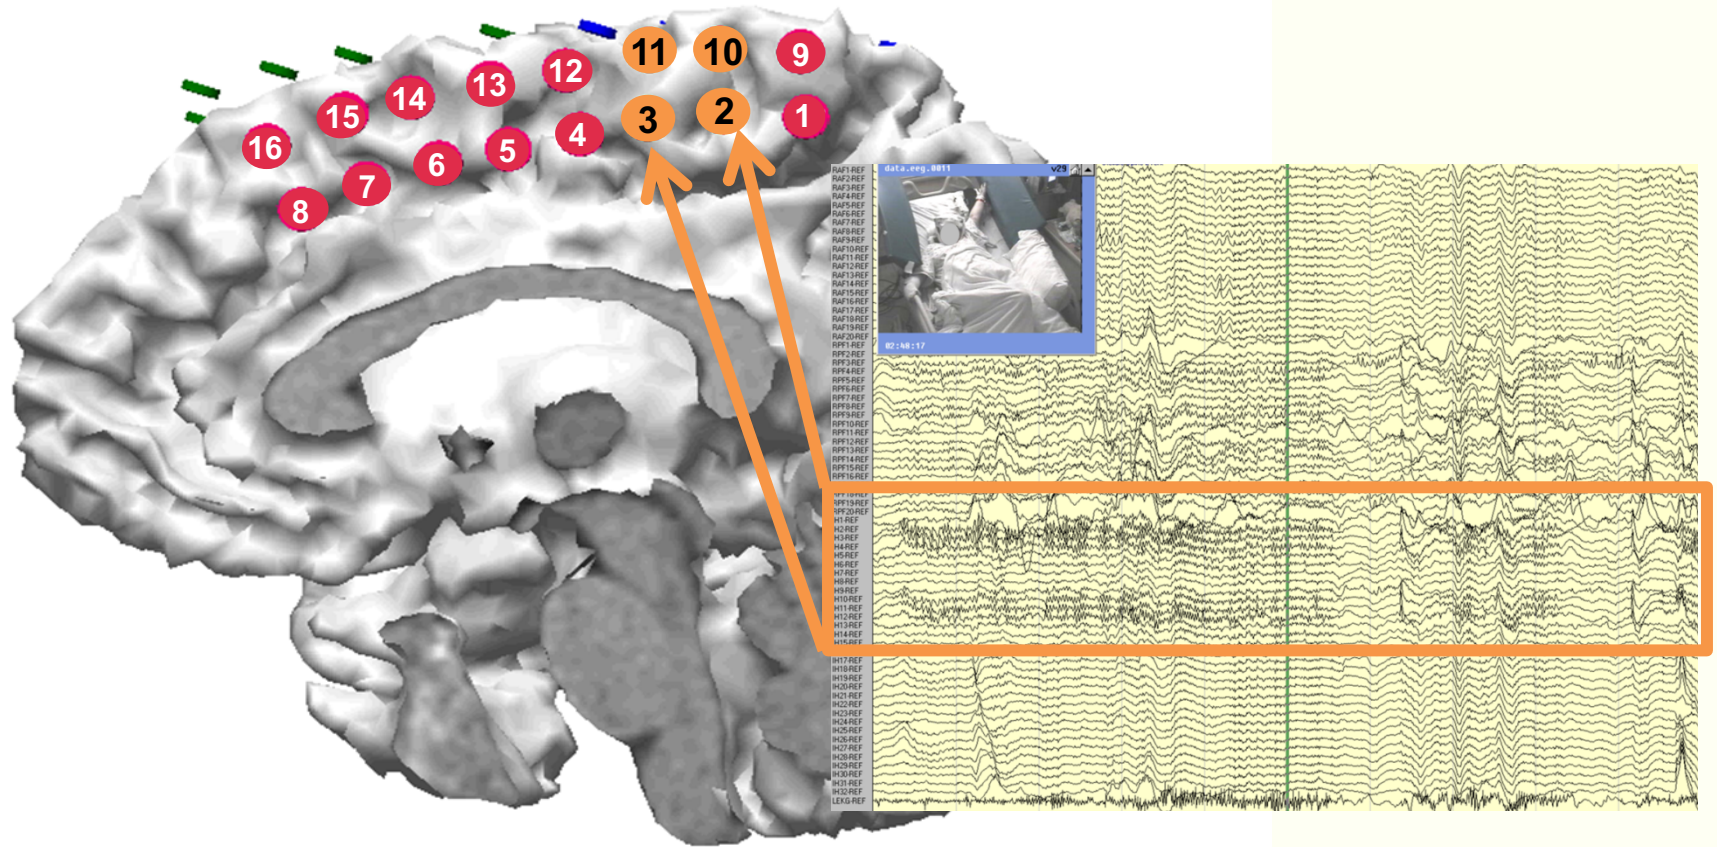 11
10
9
12
13
14
15
16
3
2
1
4
5
6
7
8
data.eeg.0011 v29
02:40:17
RAF1-REF
RAF2-REF
RAF3-REF
RAF4-REF
RAF5-REF
RAF6-REF
RAF7-REF
RAF8-REF
RAF9-REF
RAF10-REF
RAF11-REF
RAF12-REF
RAF13-REF
RAF14-REF
RAF15-REF
RAF16-REF
RAF17-REF
RAF18-REF
RAF19-REF
RAF20-REF
RPF1-REF
RPF2-REF
RPF3-REF
RPF4-REF
RPF5-REF
RPF6-REF
RPF7-REF
RPF8-REF
RPF9-REF
RPF10-REF
RPF11-REF
RPF12-REF
RPF13-REF
RPF14-REF
RPF15-REF
RPF16-REF
RPF18-REF
RPF19-REF
RPF20-REF
IH1-REF
IH2-REF
IH3-REF
IH4-REF
IH5-REF
IH6-REF
IH7-REF
IH8-REF
IH9-REF
IH10-REF
IH11-REF
IH12-REF
IH13-REF
IH14-REF
IH15-REF
IH17-REF
IH18-REF
IH19-REF
IH20-REF
IH21-REF
IH22-REF
IH23-REF
IH24-REF
IH25-REF
IH26-REF
IH27-REF
IH28-REF
IH29-REF
IH30-REF
IH31-REF
IH32-REF